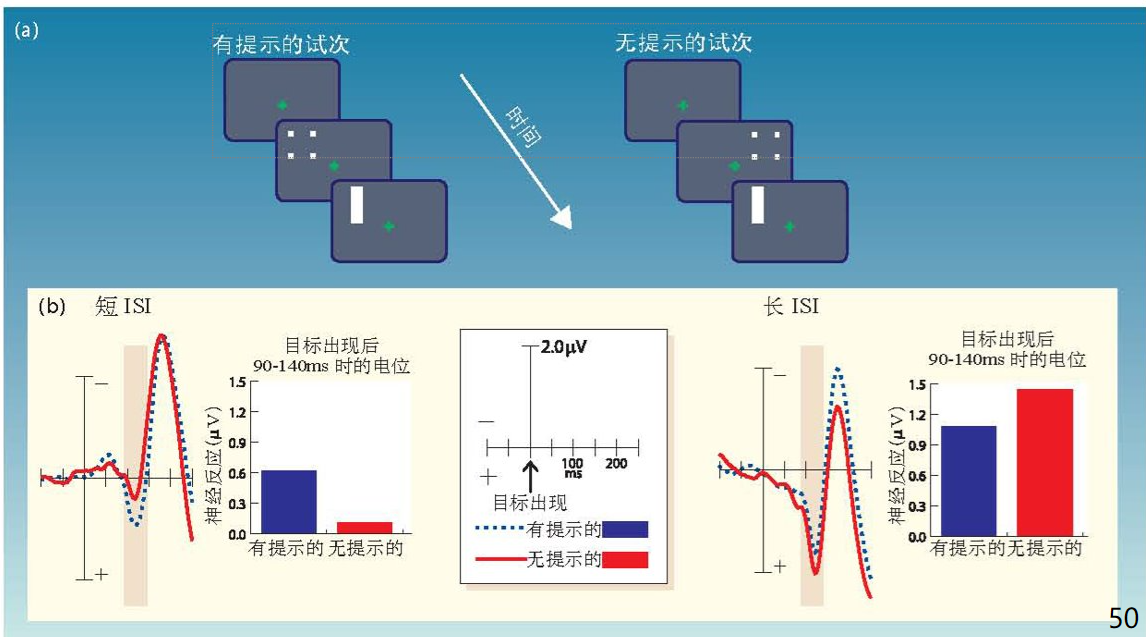 (a)
有提示的试次
无提示的试次
时间
(b) 短 ISI
长 ISI
−
+
目标出现后
90-140ms 时的电位
神经反应(μV)
1.5
1.2
0.9
0.6
0.3
0.0
有提示的 无提示的
2.0μV
−
+
100
ms
200
目标出现
有提示的
无提示的
−
+
目标出现后
90-140ms 时的电位
神经反应(μV)
1.5
1.2
0.9
0.6
0.3
0.0
有提示的 无提示的
50